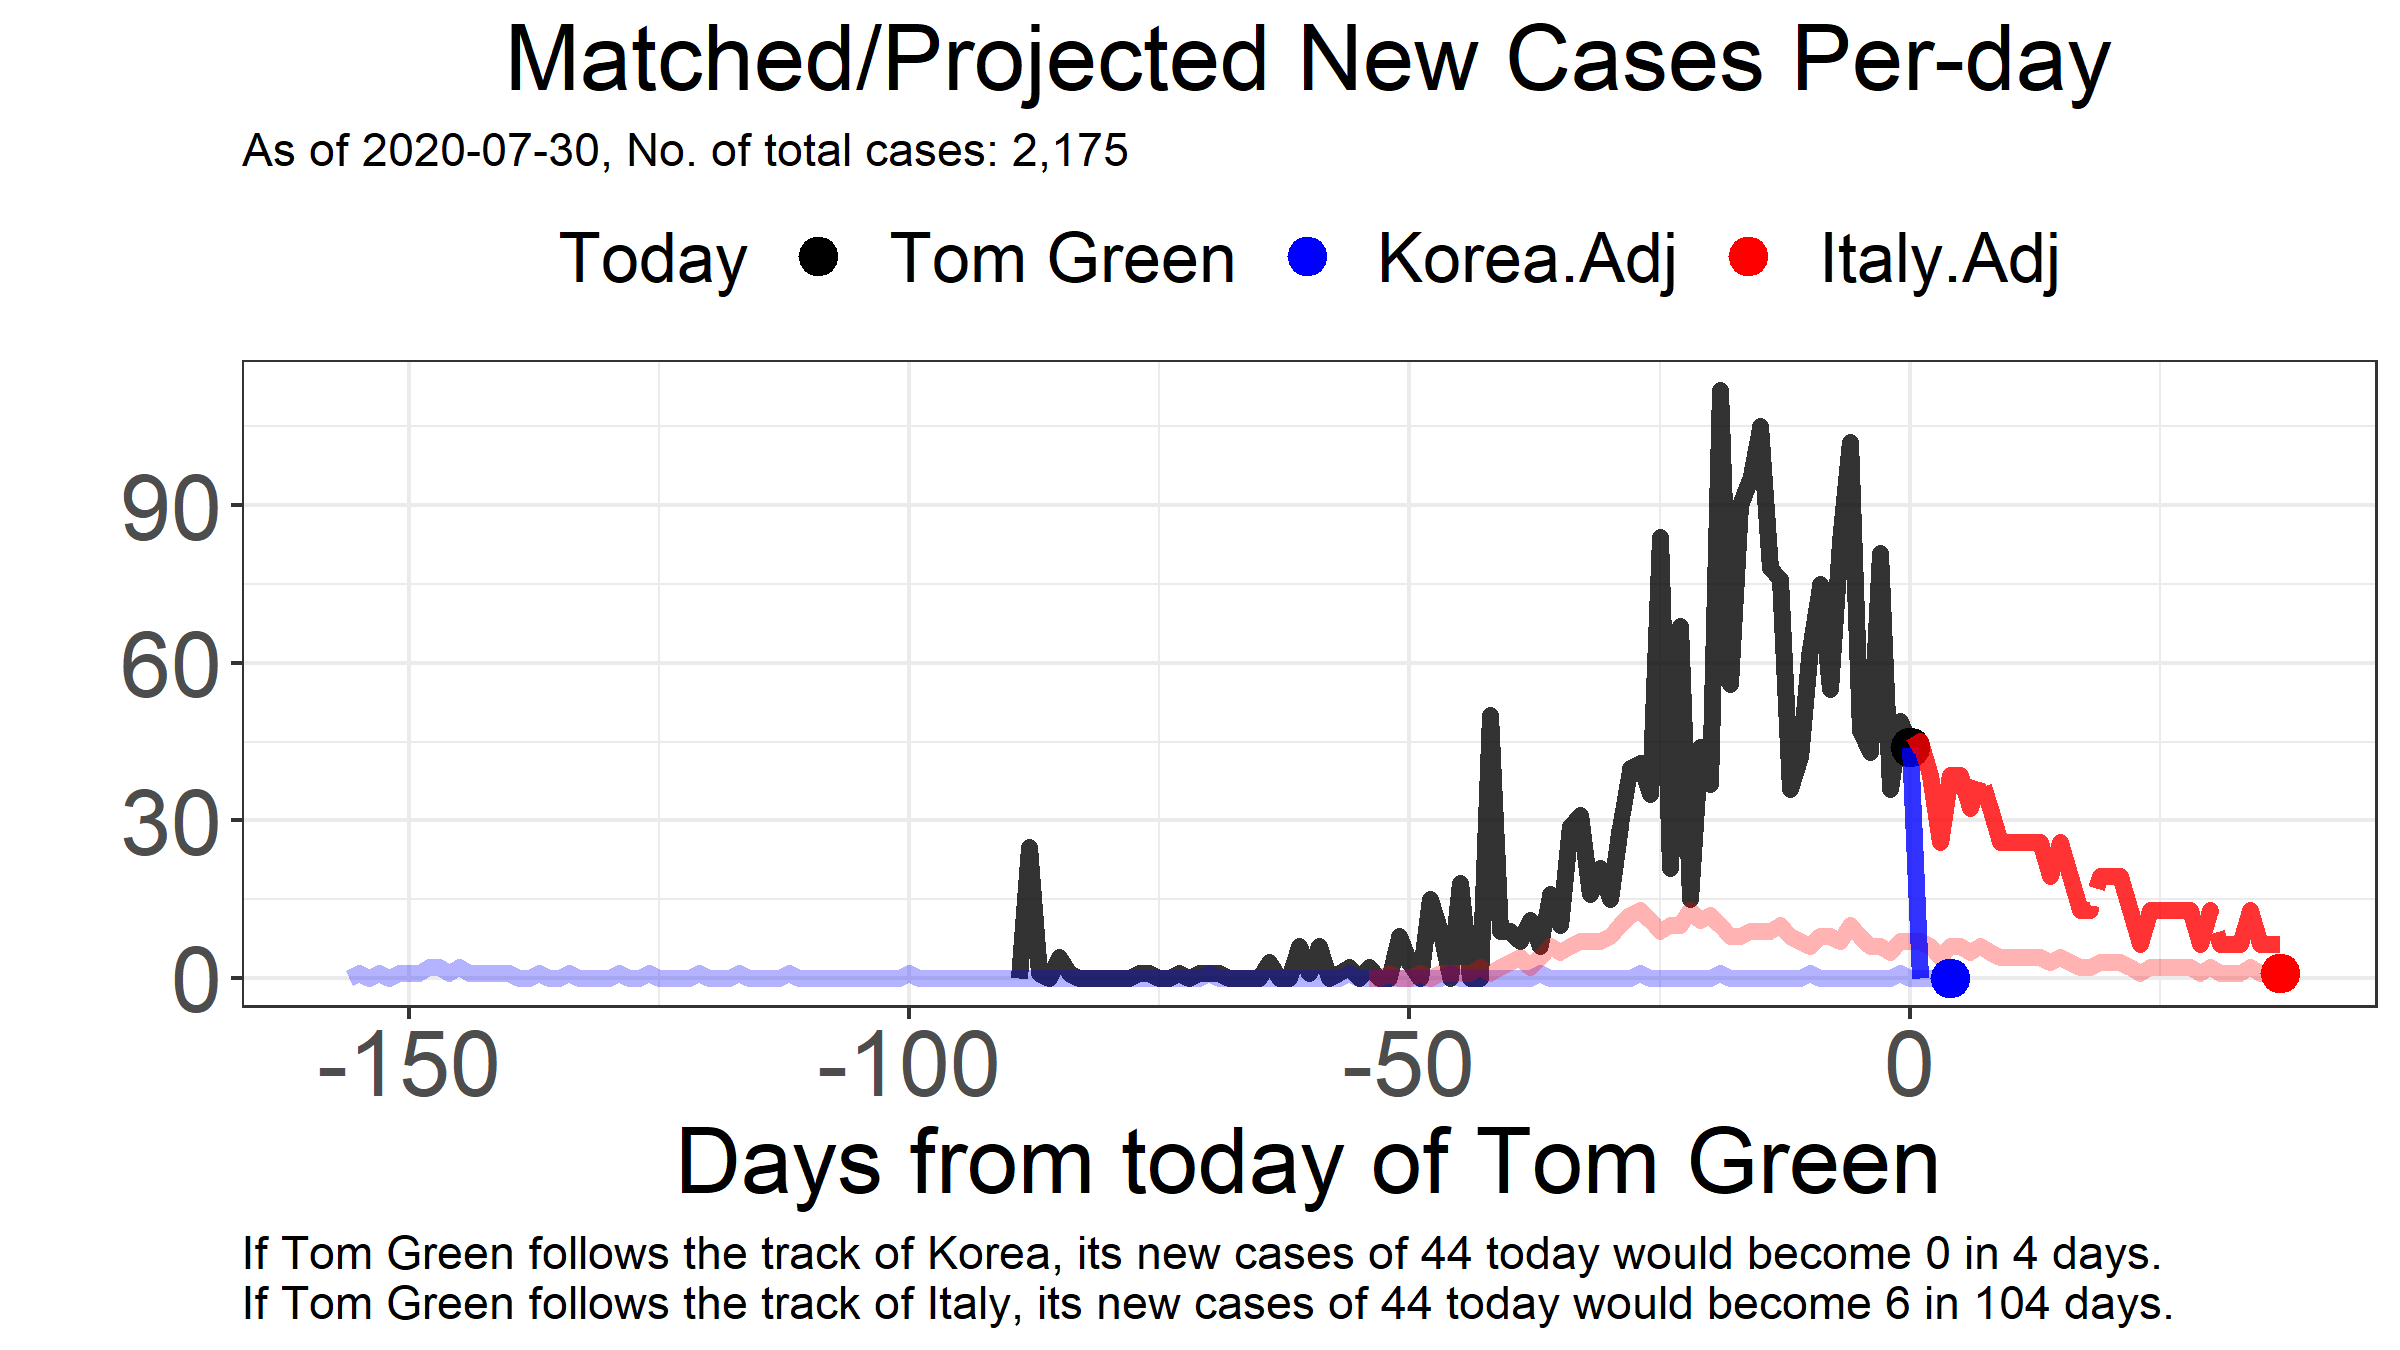 Matched/Projected New Cases Per-day
As of 2020-07-30, No. of total cases: 2,175
Today Tom Green Korea.Adj Italy.Adj
90
60
30
0
-150 -100 -50 0
Days from today of Tom Green
If Tom Green follows the track of Korea, its new cases of 44 today would become 0 in 4 days.
If Tom Green follows the track of Italy, its new cases of 44 today would become 6 in 104 days.